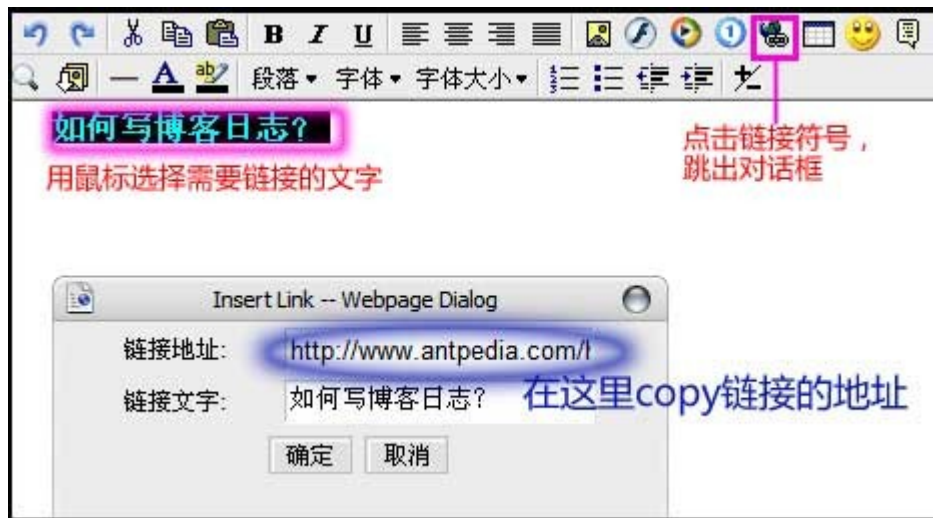 B I U
A ab 段落 字体 字体大小
如何写博客日志?
用鼠标选择需要链接的文字
点击链接符号，
跳出对话框
Insert Link -- Webpage Dialog
链接地址: http://www.antpedia.com/
链接文字: 如何写博客日志?
在这里copy链接的地址
确定 取消